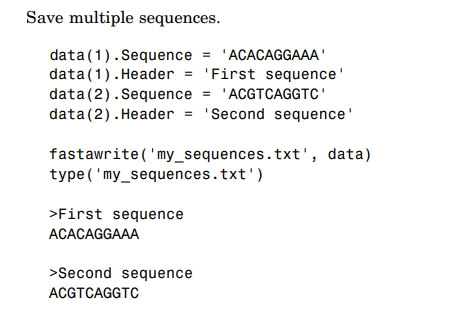 Save multiple sequences.
data(1).Sequence = 'ACACAGGAAA'
data(1).Header = 'First sequence'
data(2).Sequence = 'ACGTCAGGTC'
data(2).Header = 'Second sequence'
fastawrite('my_sequences.txt', data)
type('my_sequences.txt')
>First sequence
ACACAGGAAA
>Second sequence
ACGTCAGGTC